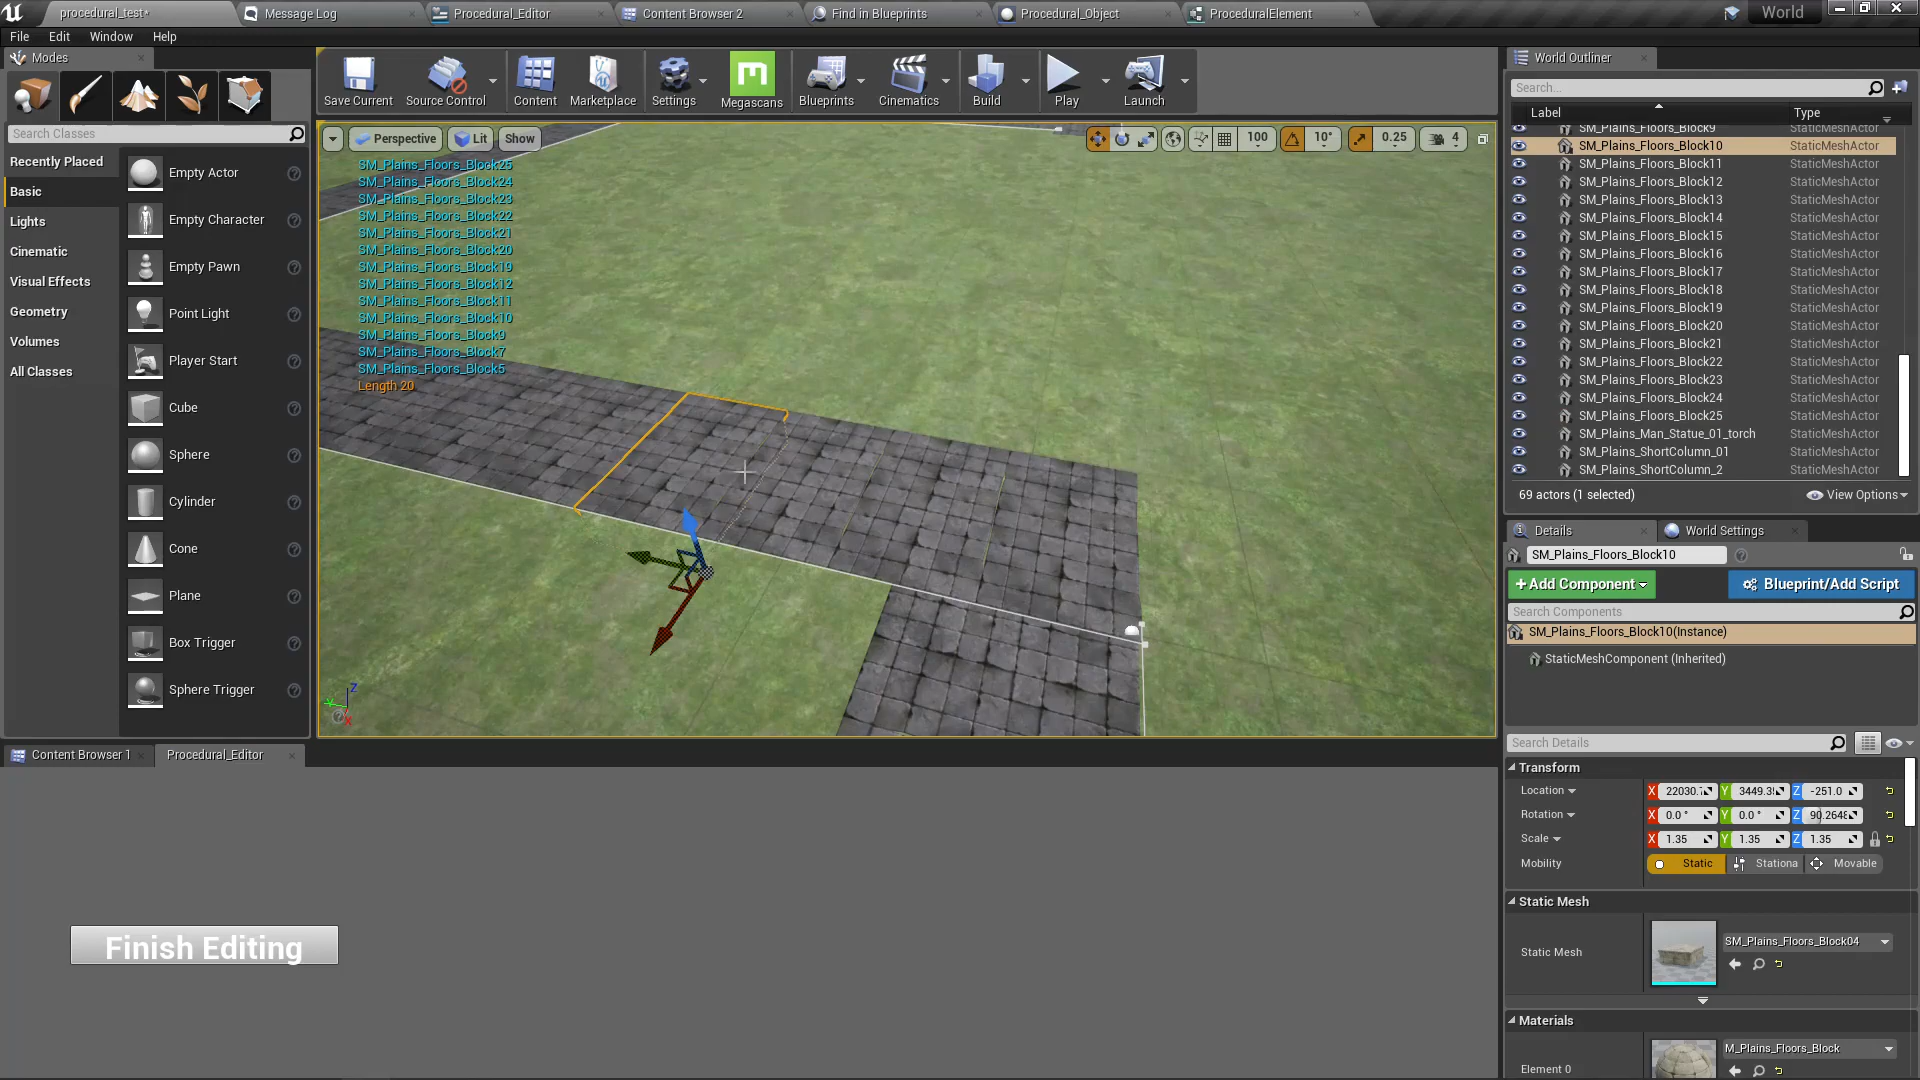 procedural_test*
Message Log
Procedural_Editor
Content Browser 2
Find in Blueprints
Procedural_Object
ProceduralElement
World
File Edit Window Help
Modes
Search Classes
Recently Placed
Basic
Lights
Cinematic
Visual Effects
Geometry
Volumes
All Classes
Empty Actor
Empty Character
Empty Pawn
Point Light
Player Start
Cube
Sphere
Cylinder
Cone
Plane
Box Trigger
Sphere Trigger
Save Current
Source Control
Content
Marketplace
Settings
Megascans
Blueprints
Cinematics
Build
Play
Launch
Perspective
Lit
Show
100
10°
0.25
4
SM_Plains_Floors_Block25
SM_Plains_Floors_Block24
SM_Plains_Floors_Block23
SM_Plains_Floors_Block22
SM_Plains_Floors_Block21
SM_Plains_Floors_Block20
SM_Plains_Floors_Block19
SM_Plains_Floors_Block12
SM_Plains_Floors_Block11
SM_Plains_Floors_Block10
SM_Plains_Floors_Block9
SM_Plains_Floors_Block7
SM_Plains_Floors_Block5
Length 20
Content Browser 1
Procedural_Editor
Finish Editing
World Outliner
Search...
Label Type
SM_Plains_Floors_Block9 StaticMeshActor
SM_Plains_Floors_Block10 StaticMeshActor
SM_Plains_Floors_Block11 StaticMeshActor
SM_Plains_Floors_Block12 StaticMeshActor
SM_Plains_Floors_Block13 StaticMeshActor
SM_Plains_Floors_Block14 StaticMeshActor
SM_Plains_Floors_Block15 StaticMeshActor
SM_Plains_Floors_Block16 StaticMeshActor
SM_Plains_Floors_Block17 StaticMeshActor
SM_Plains_Floors_Block18 StaticMeshActor
SM_Plains_Floors_Block19 StaticMeshActor
SM_Plains_Floors_Block20 StaticMeshActor
SM_Plains_Floors_Block21 StaticMeshActor
SM_Plains_Floors_Block22 StaticMeshActor
SM_Plains_Floors_Block23 StaticMeshActor
SM_Plains_Floors_Block24 StaticMeshActor
SM_Plains_Floors_Block25 StaticMeshActor
SM_Plains_Man_Statue_01_torch StaticMeshActor
SM_Plains_ShortColumn_01 StaticMeshActor
SM_Plains_ShortColumn_2 StaticMeshActor
69 actors (1 selected)
View Options
Details
World Settings
SM_Plains_Floors_Block10
+Add Component
Blueprint/Add Script
Search Components
SM_Plains_Floors_Block10(Instance)
StaticMeshComponent (Inherited)
Search Details
Transform
Location X 22030. Y 3449.3 Z -251.0
Rotation X 0.0 ° Y 0.0 ° Z 90.2648
Scale X 1.35 Y 1.35 Z 1.35
Mobility Static Stationa Movable
Static Mesh
Static Mesh
SM_Plains_Floors_Block04
Materials
Element 0
M_Plains_Floors_Block